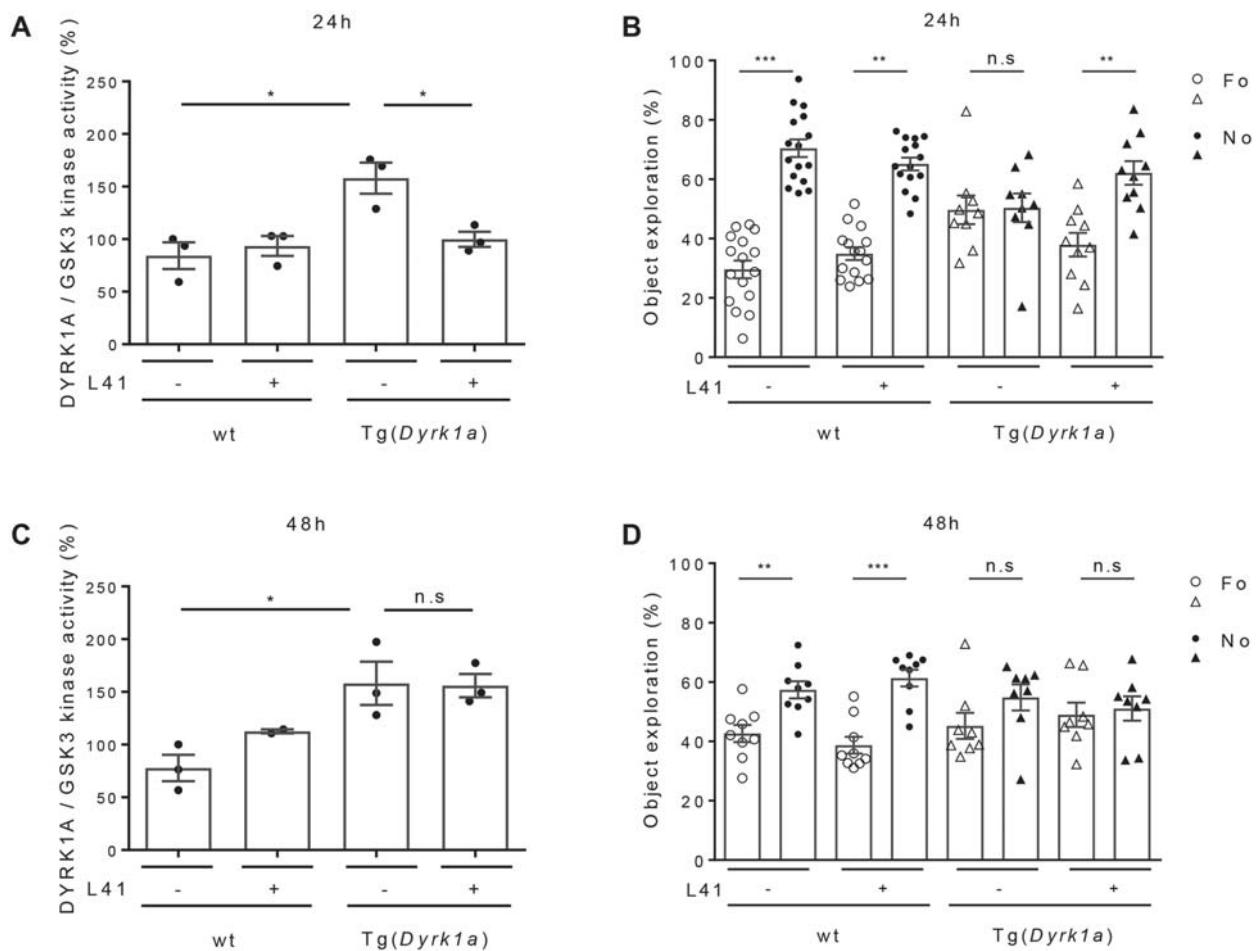 A
24h
DYRK1A / GSK3 kinase activity (%)
250
200
150
100
50
0
*
*
L41
-
+
-
+
wt
Tg(Dyrk1a)
B
24h
Object exploration (%)
100
80
60
40
20
0
***
**
n.s
**
Fo
No
L41
-
+
-
+
wt
Tg(Dyrk1a)
C
48h
DYRK1A / GSK3 kinase activity (%)
250
200
150
100
50
0
*
n.s
L41
-
+
-
+
wt
Tg(Dyrk1a)
D
48h
Object exploration (%)
100
80
60
40
20
0
**
***
n.s
n.s
Fo
No
L41
-
+
-
+
wt
Tg(Dyrk1a)